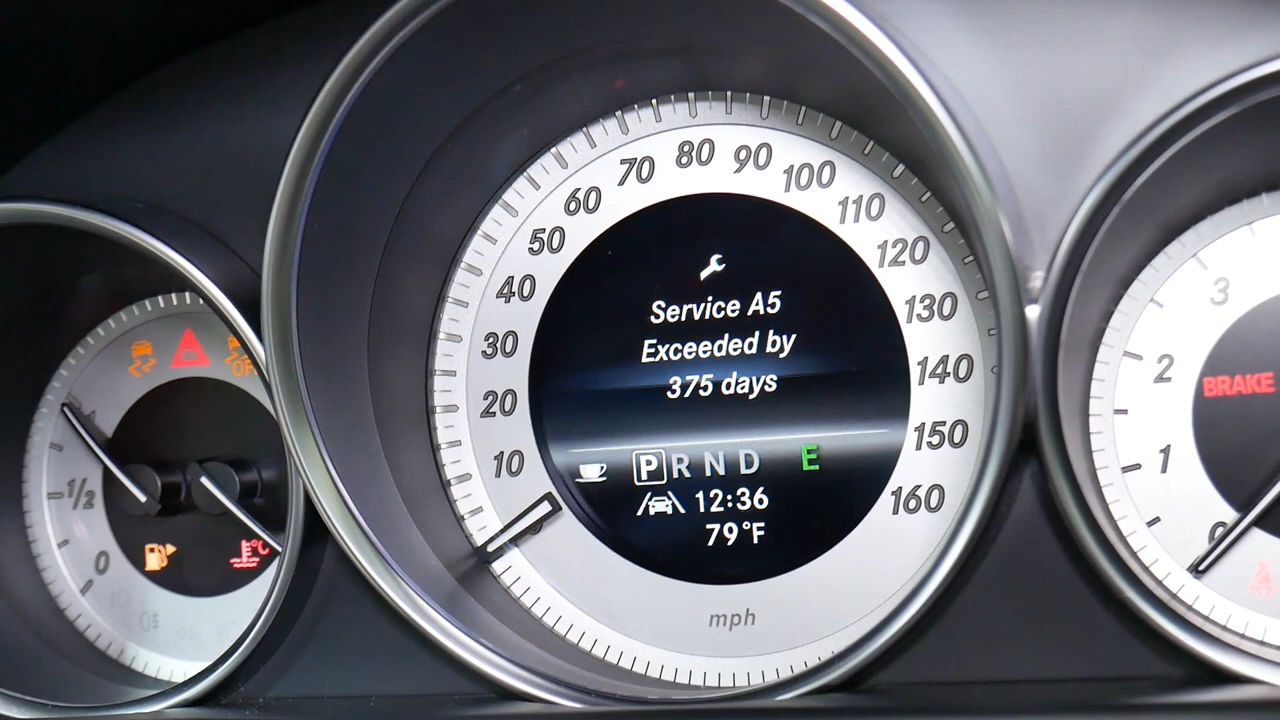 Service A5
Exceeded by
375 days
P R N D E
12:36
79°F
10
20
30
40
50
60
70
80
90
100
110
120
130
140
150
160
mph
OFF
1/2
0
°C
3
2
1
0
BRAKE